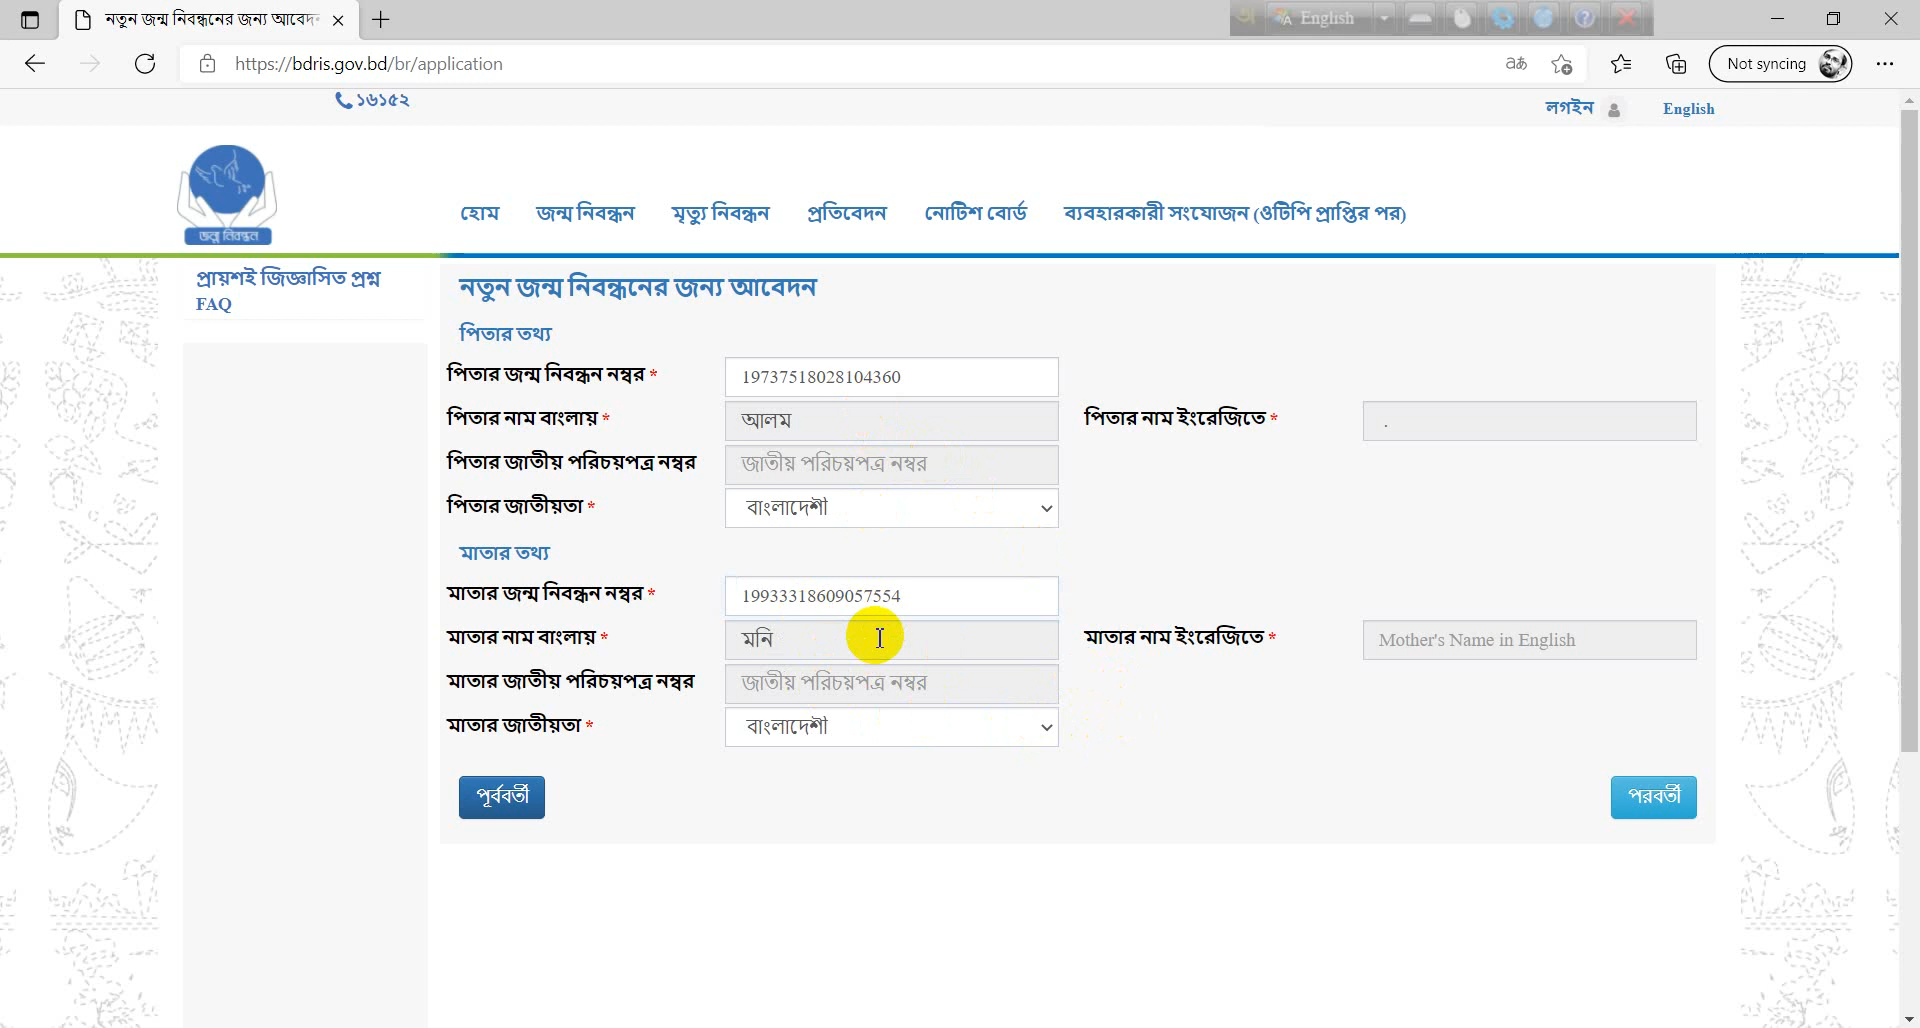 নতুন জন্ম নিবন্ধনের জন্য আবেদন
English
https://bdris.gov.bd/br/application
Not syncing
১৬১৫২
লগইন
English
জন্ম নিবন্ধন
হোম
জন্ম নিবন্ধন
মৃত্যু নিবন্ধন
প্রতিবেদন
নোটিশ বোর্ড
ব্যবহারকারী সংযোজন (ওটিপি প্রাপ্তির পর)
প্রায়শই জিজ্ঞাসিত প্রশ্ন
FAQ
নতুন জন্ম নিবন্ধনের জন্য আবেদন
পিতার তথ্য
পিতার জন্ম নিবন্ধন নম্বর * 19737518028104360
পিতার নাম বাংলায় * আলম পিতার নাম ইংরেজিতে * .
পিতার জাতীয় পরিচয়পত্র নম্বর জাতীয় পরিচয়পত্র নম্বর
পিতার জাতীয়তা * বাংলাদেশী
মাতার তথ্য
মাতার জন্ম নিবন্ধন নম্বর * 19933318609057554
মাতার নাম বাংলায় * মনি মাতার নাম ইংরেজিতে * Mother's Name in English
মাতার জাতীয় পরিচয়পত্র নম্বর জাতীয় পরিচয়পত্র নম্বর
মাতার জাতীয়তা * বাংলাদেশী
পূর্ববর্তী
পরবর্তী